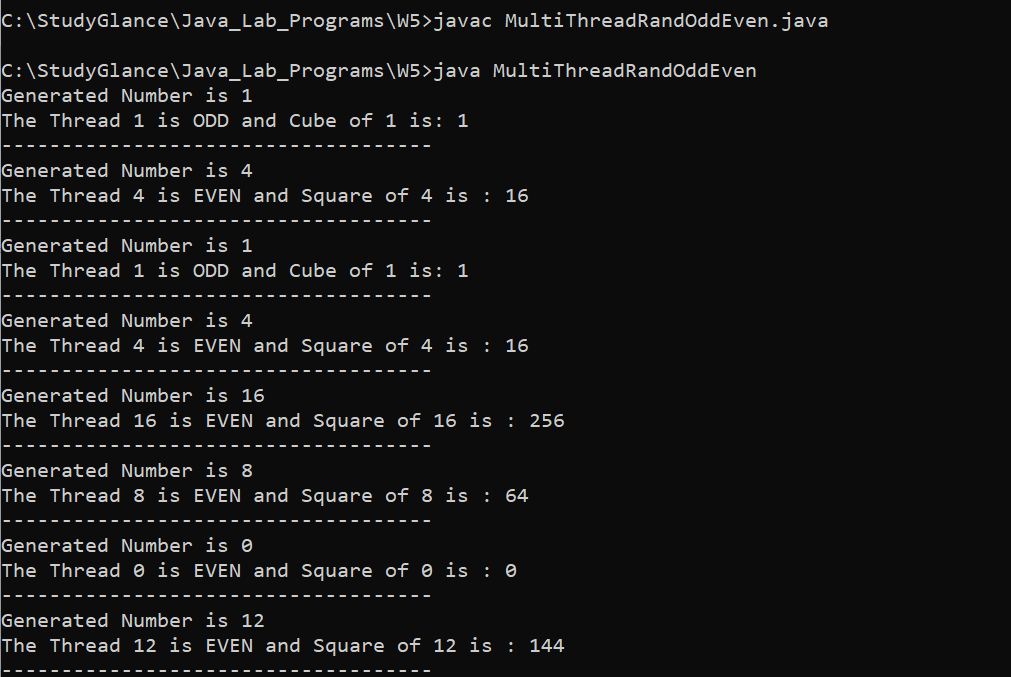 C:\StudyGlance\Java_Lab_Programs\W5>javac MultiThreadRandOddEven.java
C:\StudyGlance\Java_Lab_Programs\W5>java MultiThreadRandOddEven
Generated Number is 1
The Thread 1 is ODD and Cube of 1 is: 1
------------------------------------
Generated Number is 4
The Thread 4 is EVEN and Square of 4 is : 16
------------------------------------
Generated Number is 1
The Thread 1 is ODD and Cube of 1 is: 1
------------------------------------
Generated Number is 4
The Thread 4 is EVEN and Square of 4 is : 16
------------------------------------
Generated Number is 16
The Thread 16 is EVEN and Square of 16 is : 256
------------------------------------
Generated Number is 8
The Thread 8 is EVEN and Square of 8 is : 64
------------------------------------
Generated Number is 0
The Thread 0 is EVEN and Square of 0 is : 0
------------------------------------
Generated Number is 12
The Thread 12 is EVEN and Square of 12 is : 144
------------------------------------